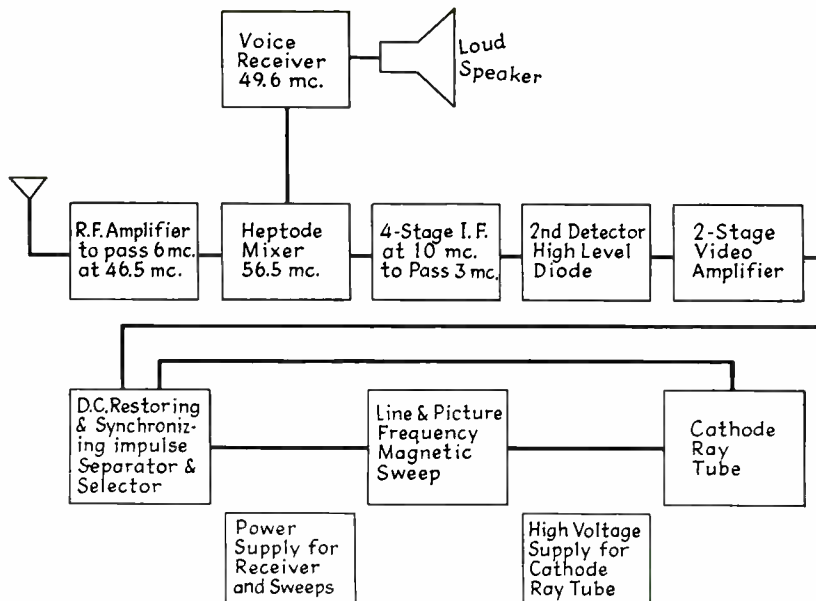 Voice
Receiver
49.6 mc.
Loud
Speaker
R.F. Amplifier
to pass 6mc.
at 46.5 mc.
Heptode
Mixer
56.5 mc.
4-Stage I.F.
at 10 mc.
to Pass 3 mc.
2nd Detector
High Level
Diode
2-Stage
Video
Amplifier
D.C. Restoring
& Synchroniz-
ing impulse
Separator &
Selector
Line & Picture
Frequency
Magnetic
Sweep
Cathode
Ray
Tube
Power
Supply for
Receiver
and Sweeps
High Voltage
Supply for
Cathode
Ray Tube